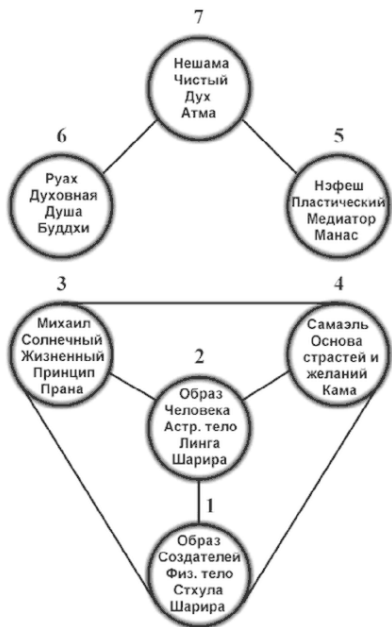 7
Нешама
Чистый
Дух
Атма
6
Руах
Духовная
Душа
Буддхи
5
Нэфеш
Пластический
Медиатор
Манас
3
Михаил
Солнечный
Жизненный
Принцип
Прана
4
Самаэль
Основа
страстей и
желаний
Кама
2
Образ
Человека
Астр. тело
Линга
Шарира
1
Образ
Создателей
Физ. тело
Стхула
Шарира